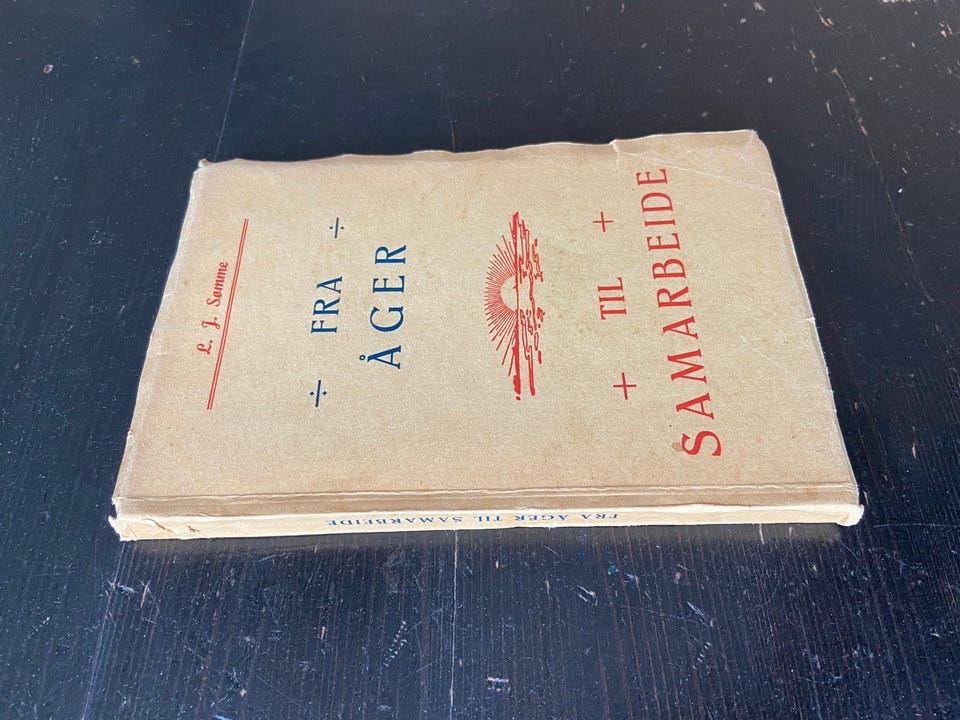 L. J. Samme
÷ FRA ÷
ÅGER
+ TIL +
SAMARBEIDE
FRA ÅGER TIL SAMARBEIDE